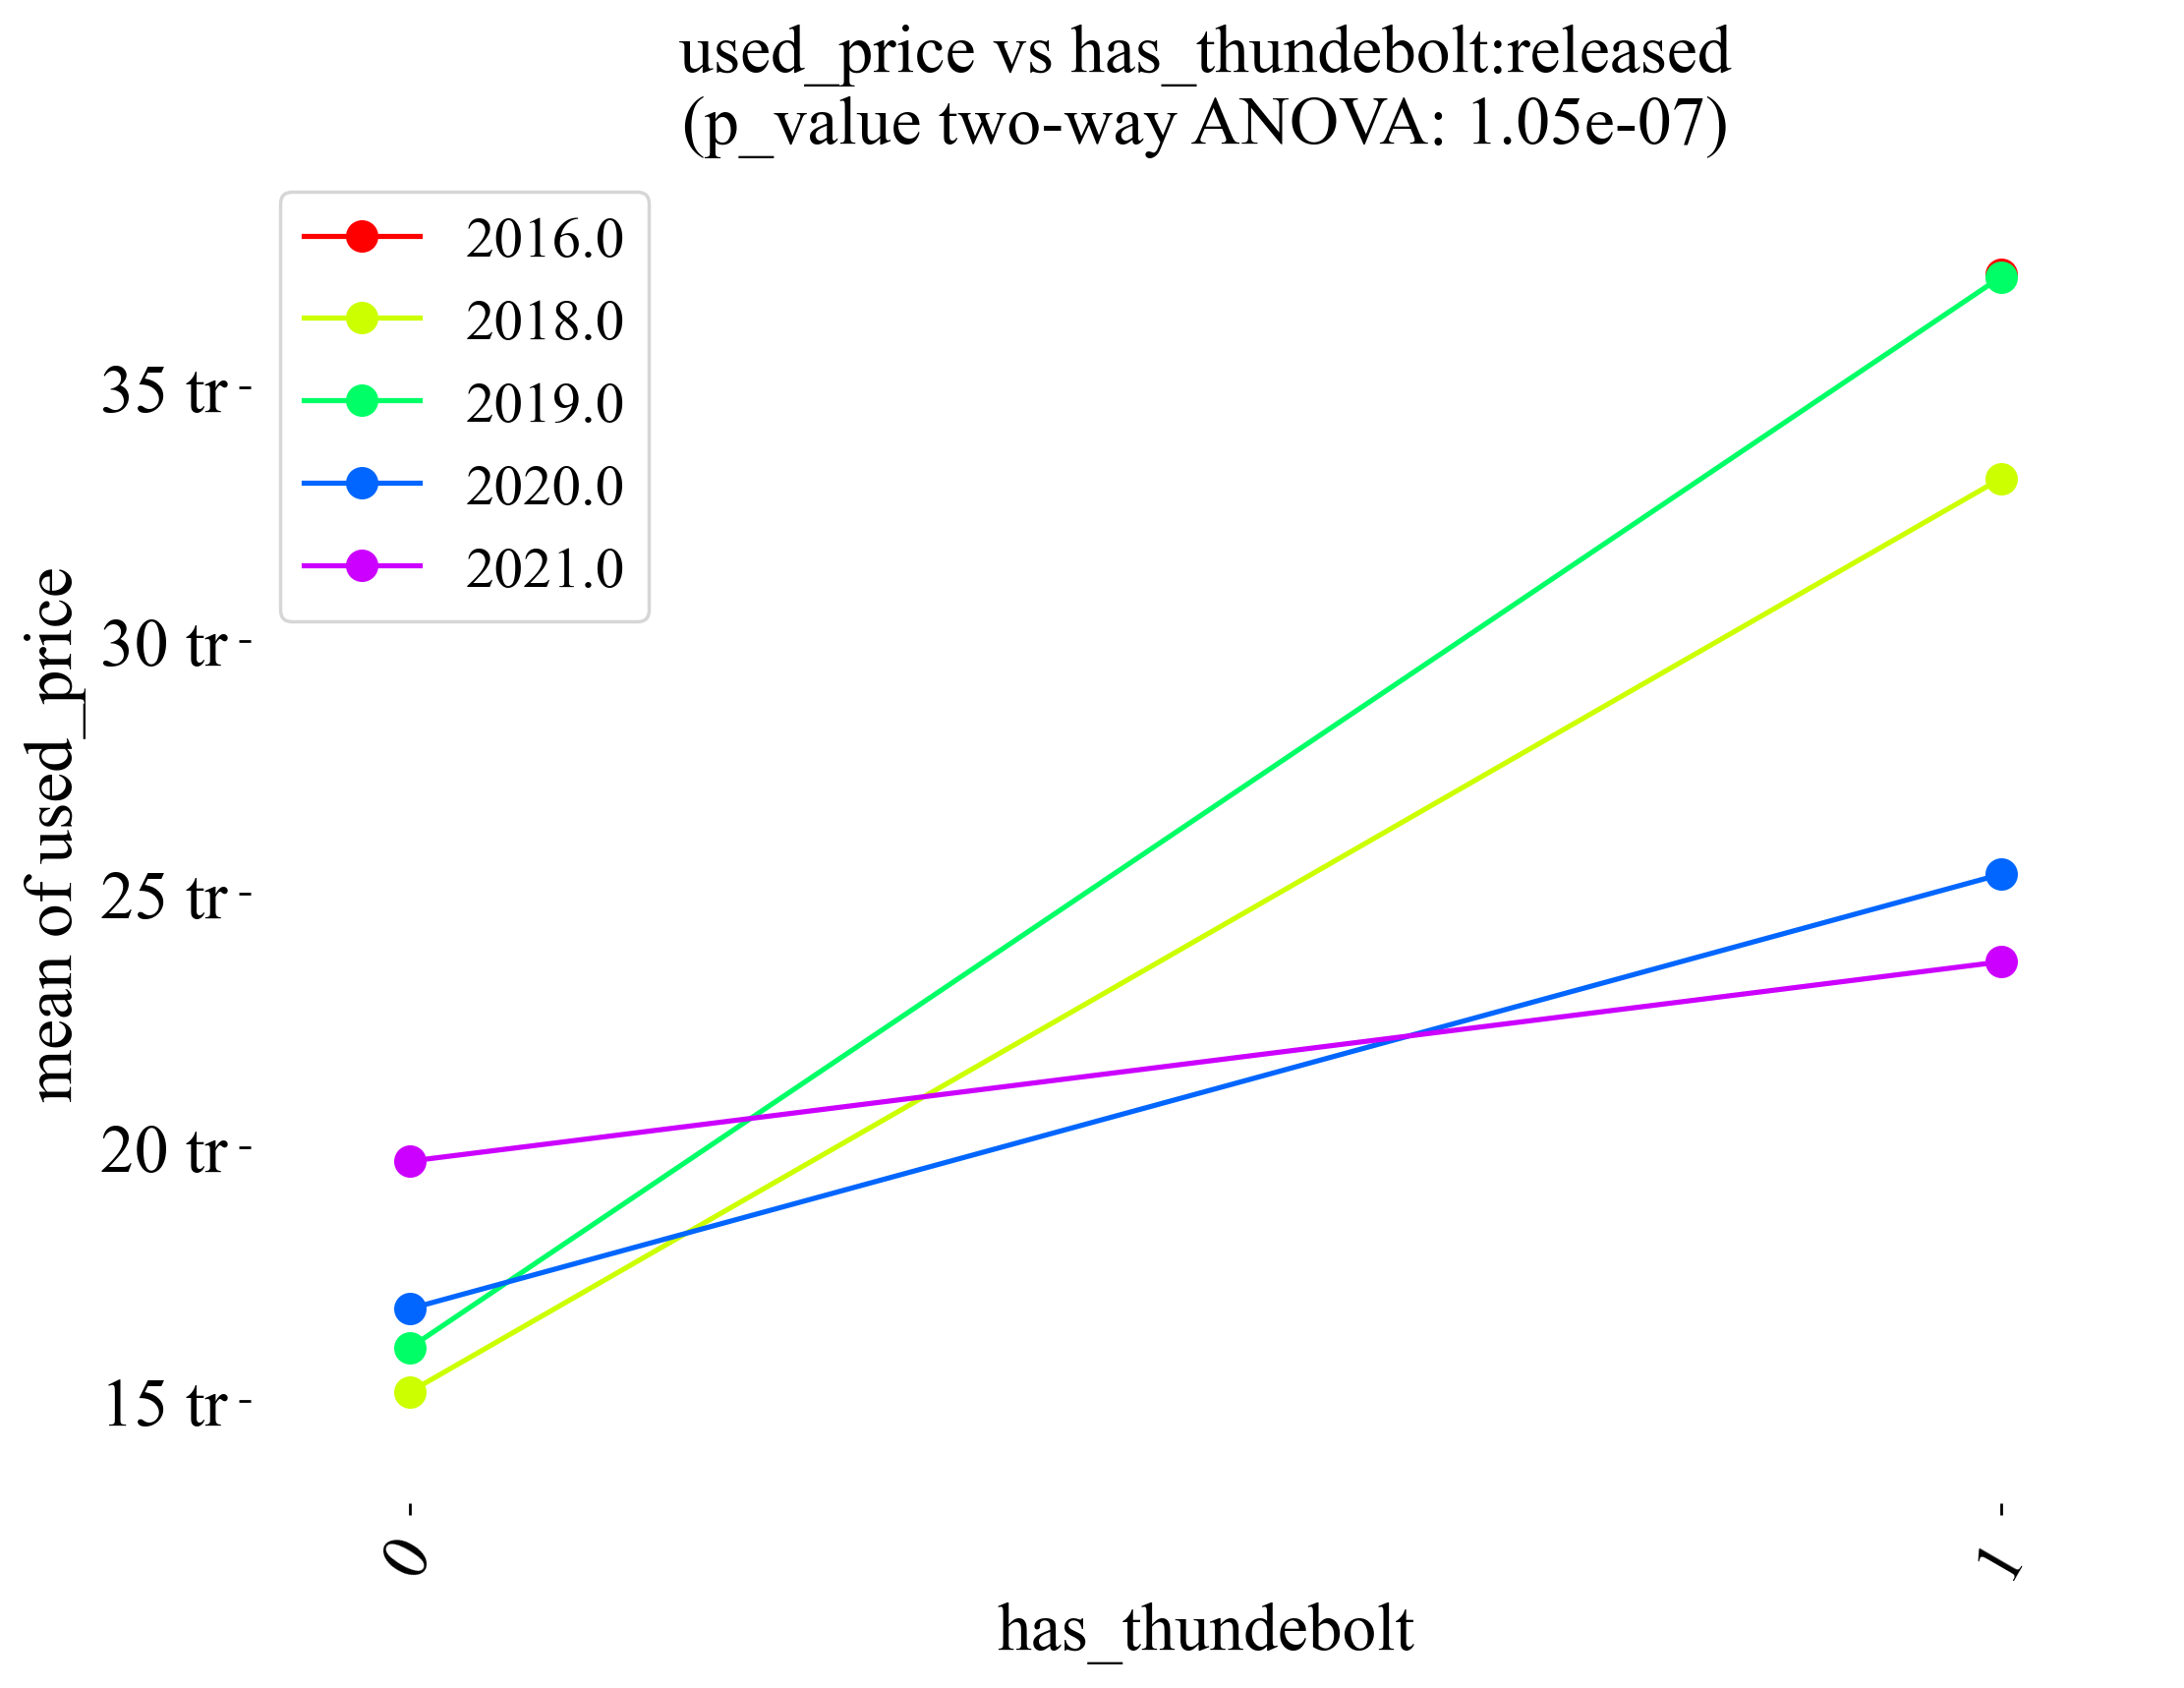 used_price vs has_thundebolt:released
(p_value two-way ANOVA: 1.05e-07)
2016.0
2018.0
2019.0
2020.0
2021.0
35 tr
30 tr
25 tr
20 tr
15 tr
mean of used_price
0
1
has_thundebolt